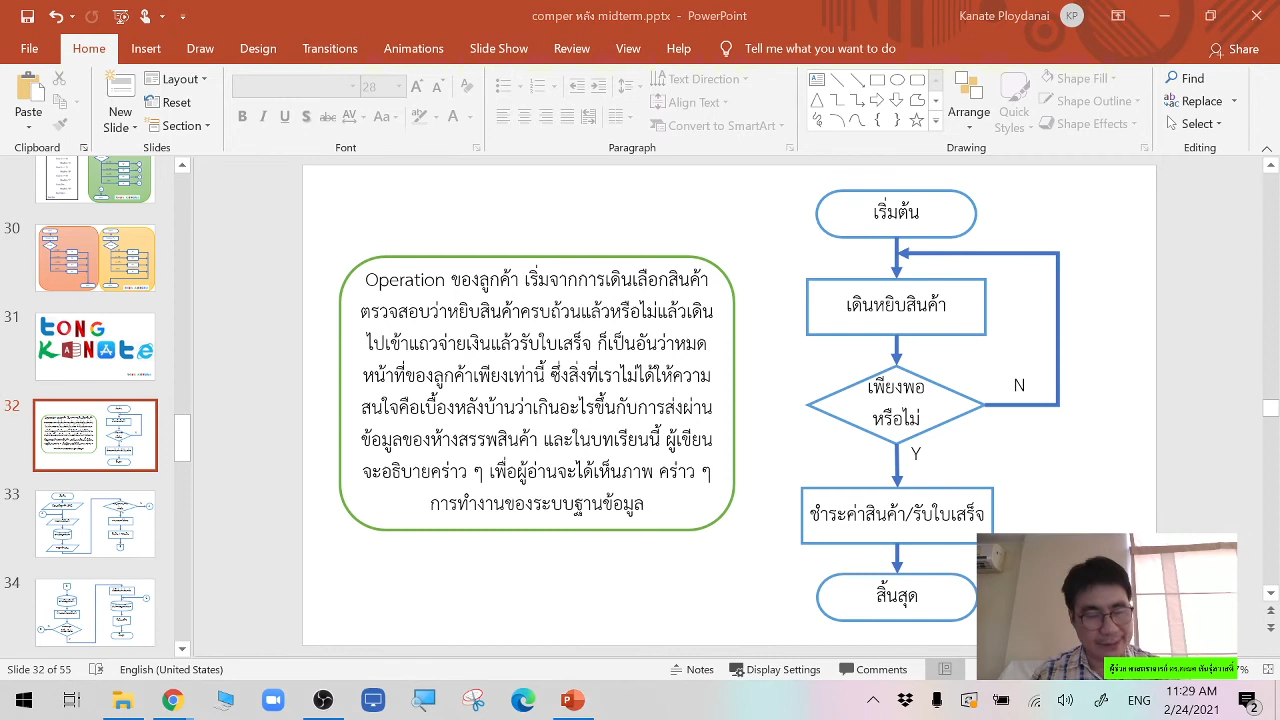 comper หลัง midterm.pptx - PowerPoint
Kanate Ploydanai
KP
File
Home
Insert
Draw
Design
Transitions
Animations
Slide Show
Review
View
Help
Tell me what you want to do
Share
Paste
New Slide
Layout
Reset
Section
28
Text Direction
Align Text
Convert to SmartArt
Arrange
Quick Styles
Shape Fill
Shape Outline
Shape Effects
Find
Replace
Select
Clipboard
Slides
Font
Paragraph
Drawing
Editing
30
31
32
33
34
Operation ของลูกค้า เริ่มจากการเดินเลือกสินค้า
ตรวจสอบว่าหยิบสินค้าครบถ้วนแล้วหรือไม่แล้วเดิน
ไปเข้าแถวจ่ายเงินแล้วรับใบเสร็จ ก็เป็นอันว่าหมด
หน้าที่ของลูกค้าเพียงเท่านี้ ซึ่งสิ่งที่เราไม่ได้ให้ความ
สนใจคือเบื้องหลังบ้านว่าเกินอะไรขึ้นกับการส่งผ่าน
ข้อมูลของห้างสรรพสินค้า และในบทเรียนนี้ ผู้เขียน
จะอธิบายคร่าว ๆ เพื่อผู้อ่านจะได้เห็นภาพ คร่าว ๆ
การทำงานของระบบฐานข้อมูล
เริ่มต้น
เดินหยิบสินค้า
เพียงพอ
หรือไม่
N
Y
ชำระค่าสินค้า/รับใบเสร็จ
สิ้นสุด
Slide 32 of 55
English (United States)
Notes
Display Settings
Comments
7%
ENG
11:29 AM
2/24/2021
2